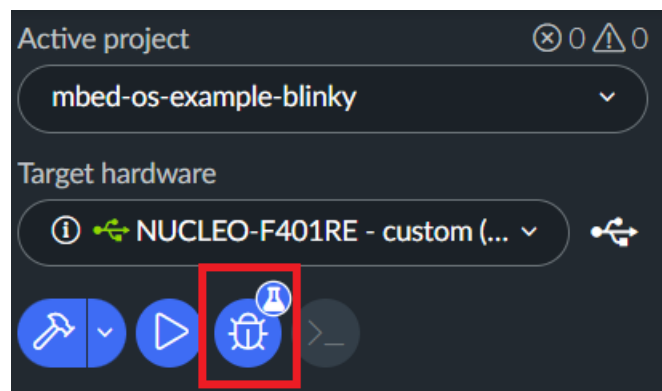 Active project
0 0
mbed-os-example-blinky
Target hardware
NUCLEO-F401RE - custom (...
>_